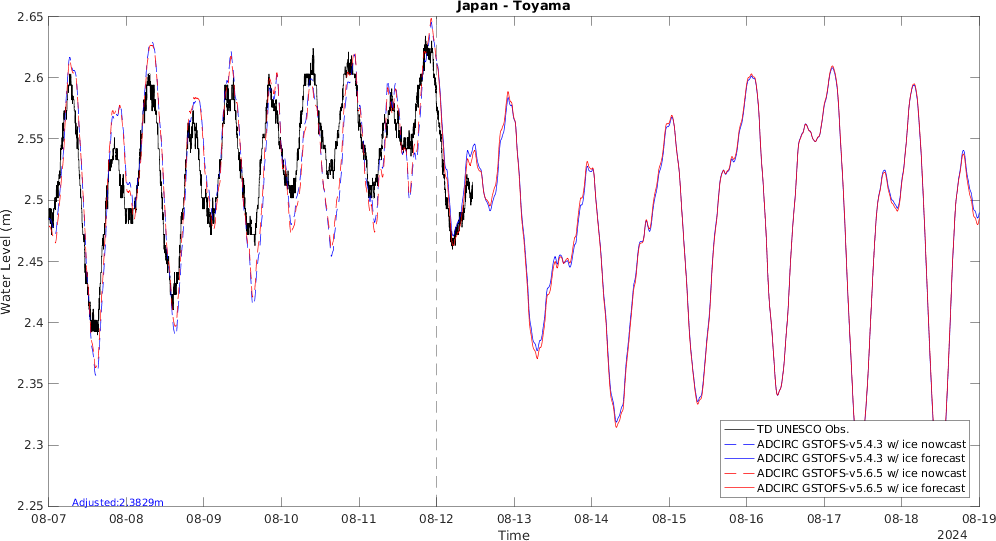 Japan - Toyama
Water Level (m)
2.65
2.6
2.55
2.5
2.45
2.4
2.35
2.3
2.25
Adjusted:2.3829m
TD UNESCO Obs.
ADCIRC GSTOFS-v5.4.3 w/ ice nowcast
ADCIRC GSTOFS-v5.4.3 w/ ice forecast
ADCIRC GSTOFS-v5.6.5 w/ ice nowcast
ADCIRC GSTOFS-v5.6.5 w/ ice forecast
08-07 08-08 08-09 08-10 08-11 08-12 08-13 08-14 08-15 08-16 08-17 08-18 08-19
Time
2024